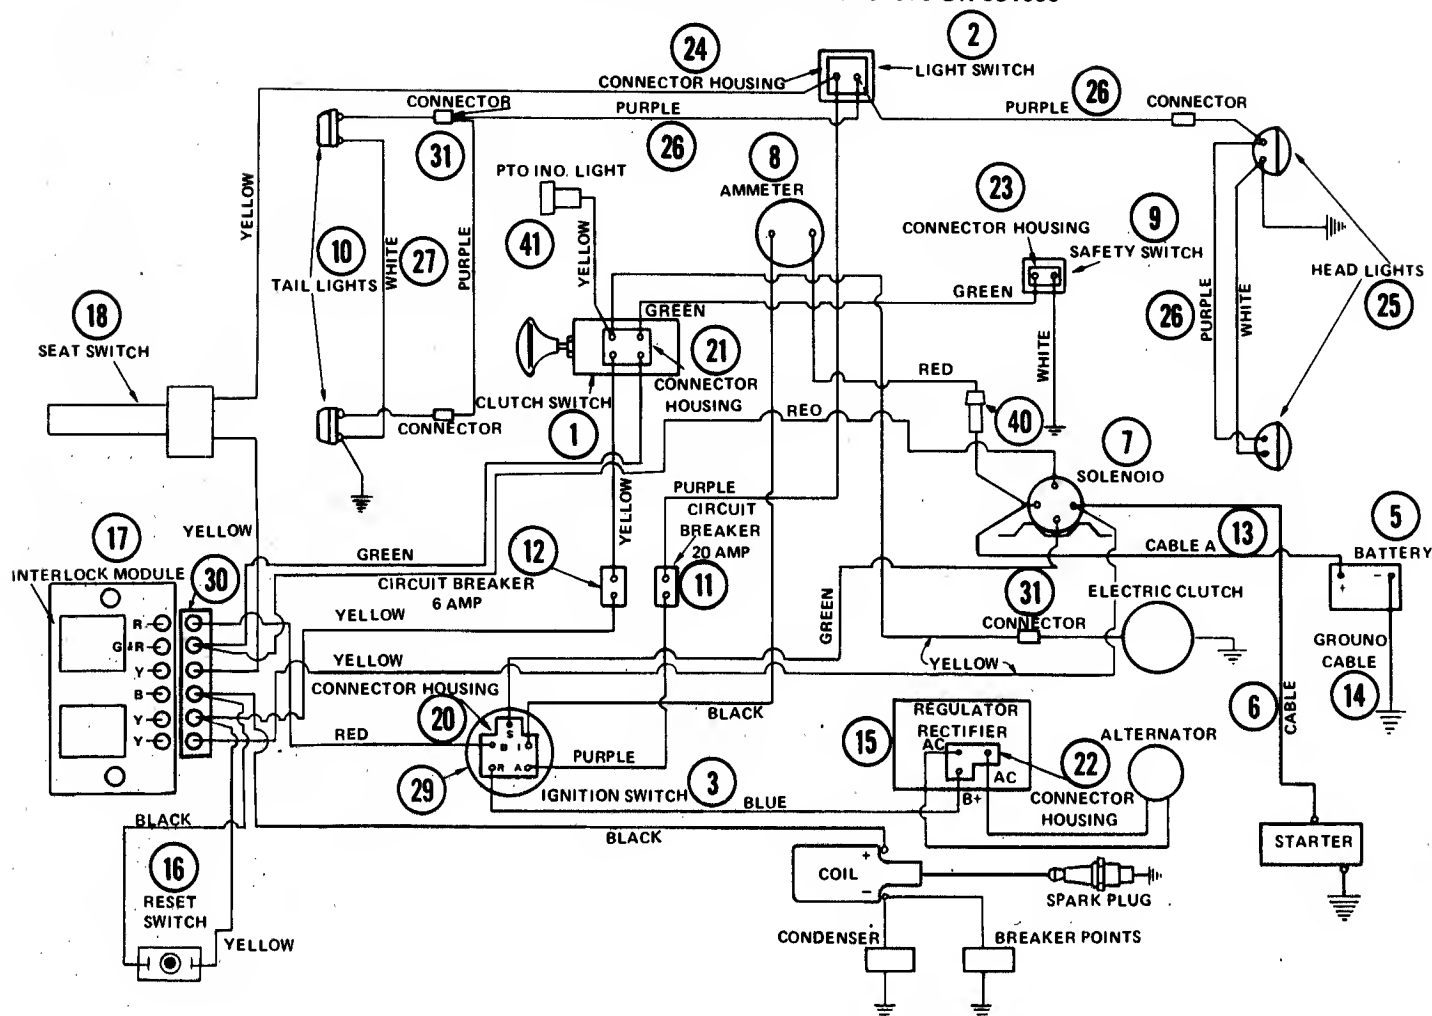 24
2
CONNECTOR HOUSING
LIGHT SWITCH
CONNECTOR
PURPLE
26
PURPLE
26
CONNECTOR
31
8
PTO INO. LIGHT
AMMETER
23
CONNECTOR HOUSING
9
SAFETY SWITCH
YELLOW
41
YELLOW
10
TAIL LIGHTS
WHITE
27
PURPLE
GREEN
GREEN
HEAD LIGHTS
25
26
PURPLE
WHITE
18
SEAT SWITCH
21
CONNECTOR
HOUSING
CLUTCH SWITCH
1
RED
WHITE
40
REO
CONNECTOR
7
SOLENOIO
PURPLE
CIRCUIT
BREAKER
20 AMP
11
YELLOW
12
13
CABLE A
5
BATTERY
+ −
YELLOW
17
INTERLOCK MODULE
30
GREEN
CIRCUIT BREAKER
6 AMP
YELLOW
GREEN
31
CONNECTOR
ELECTRIC CLUTCH
GROUNO
CABLE
14
R
G&R
Y
B
Y
Y
YELLOW
YELLOW
CONNECTOR HOUSING
20
RED
S
B I
R A
29
BLACK
PURPLE
IGNITION SWITCH
3
BLUE
15
REGULATOR
RECTIFIER
AC
AC
B+
22
CONNECTOR
HOUSING
ALTERNATOR
6
CABLE
STARTER
BLACK
16
RESET
SWITCH
YELLOW
BLACK
+
COIL
−
SPARK PLUG
CONDENSER
BREAKER POINTS